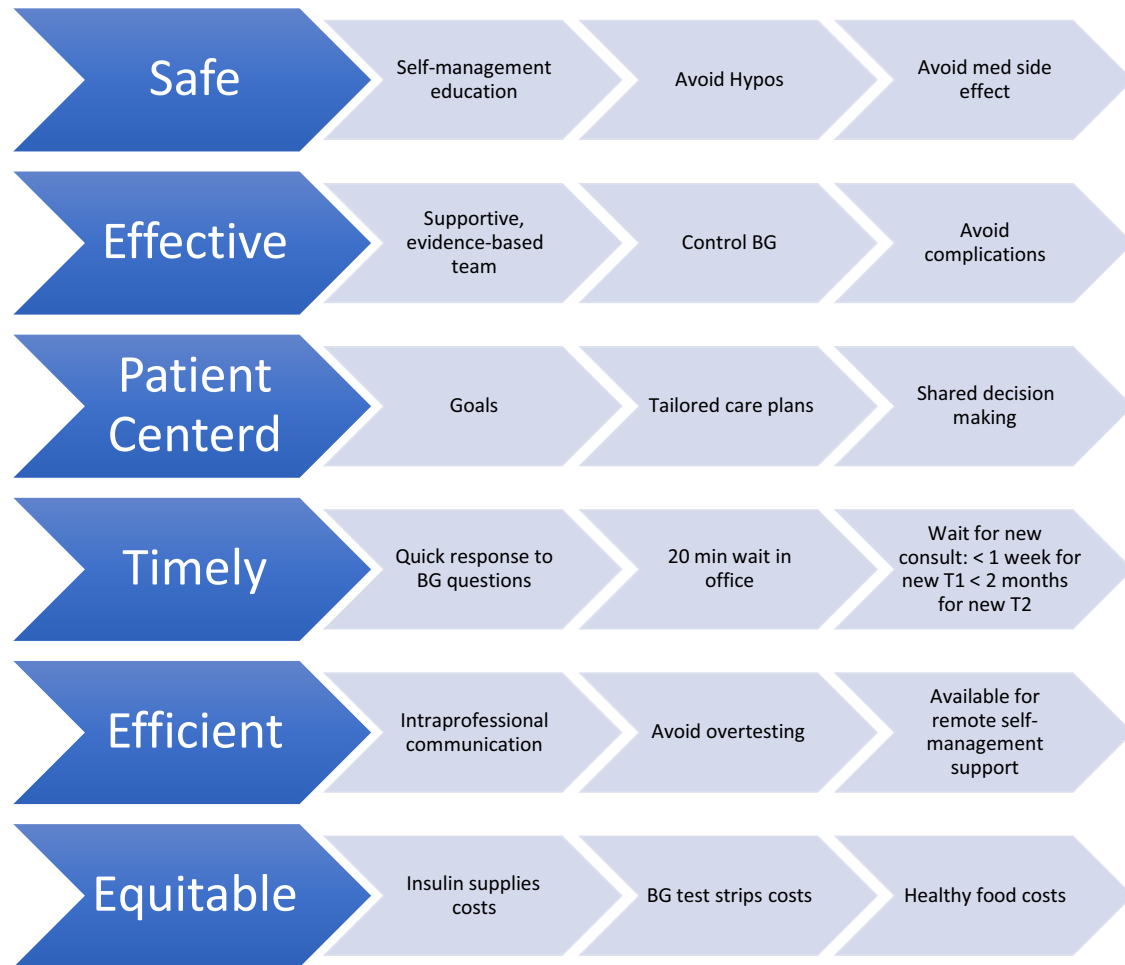 Safe
Self-management
education
Avoid Hypos
Avoid med side
effect
Effective
Supportive,
evidence-based
team
Control BG
Avoid
complications
Patient
Centerd
Goals
Tailored care plans
Shared decision
making
Timely
Quick response to
BG questions
20 min wait in
office
Wait for new
consult: < 1 week for
new T1 < 2 months
for new T2
Efficient
Intraprofessional
communication
Avoid overtesting
Available for
remote self-
management
support
Equitable
Insulin supplies
costs
BG test strips costs
Healthy food costs